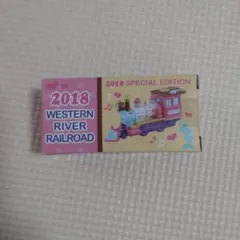 2018
WESTERN
RIVER
RAILROAD
2018 SPECIAL EDITION